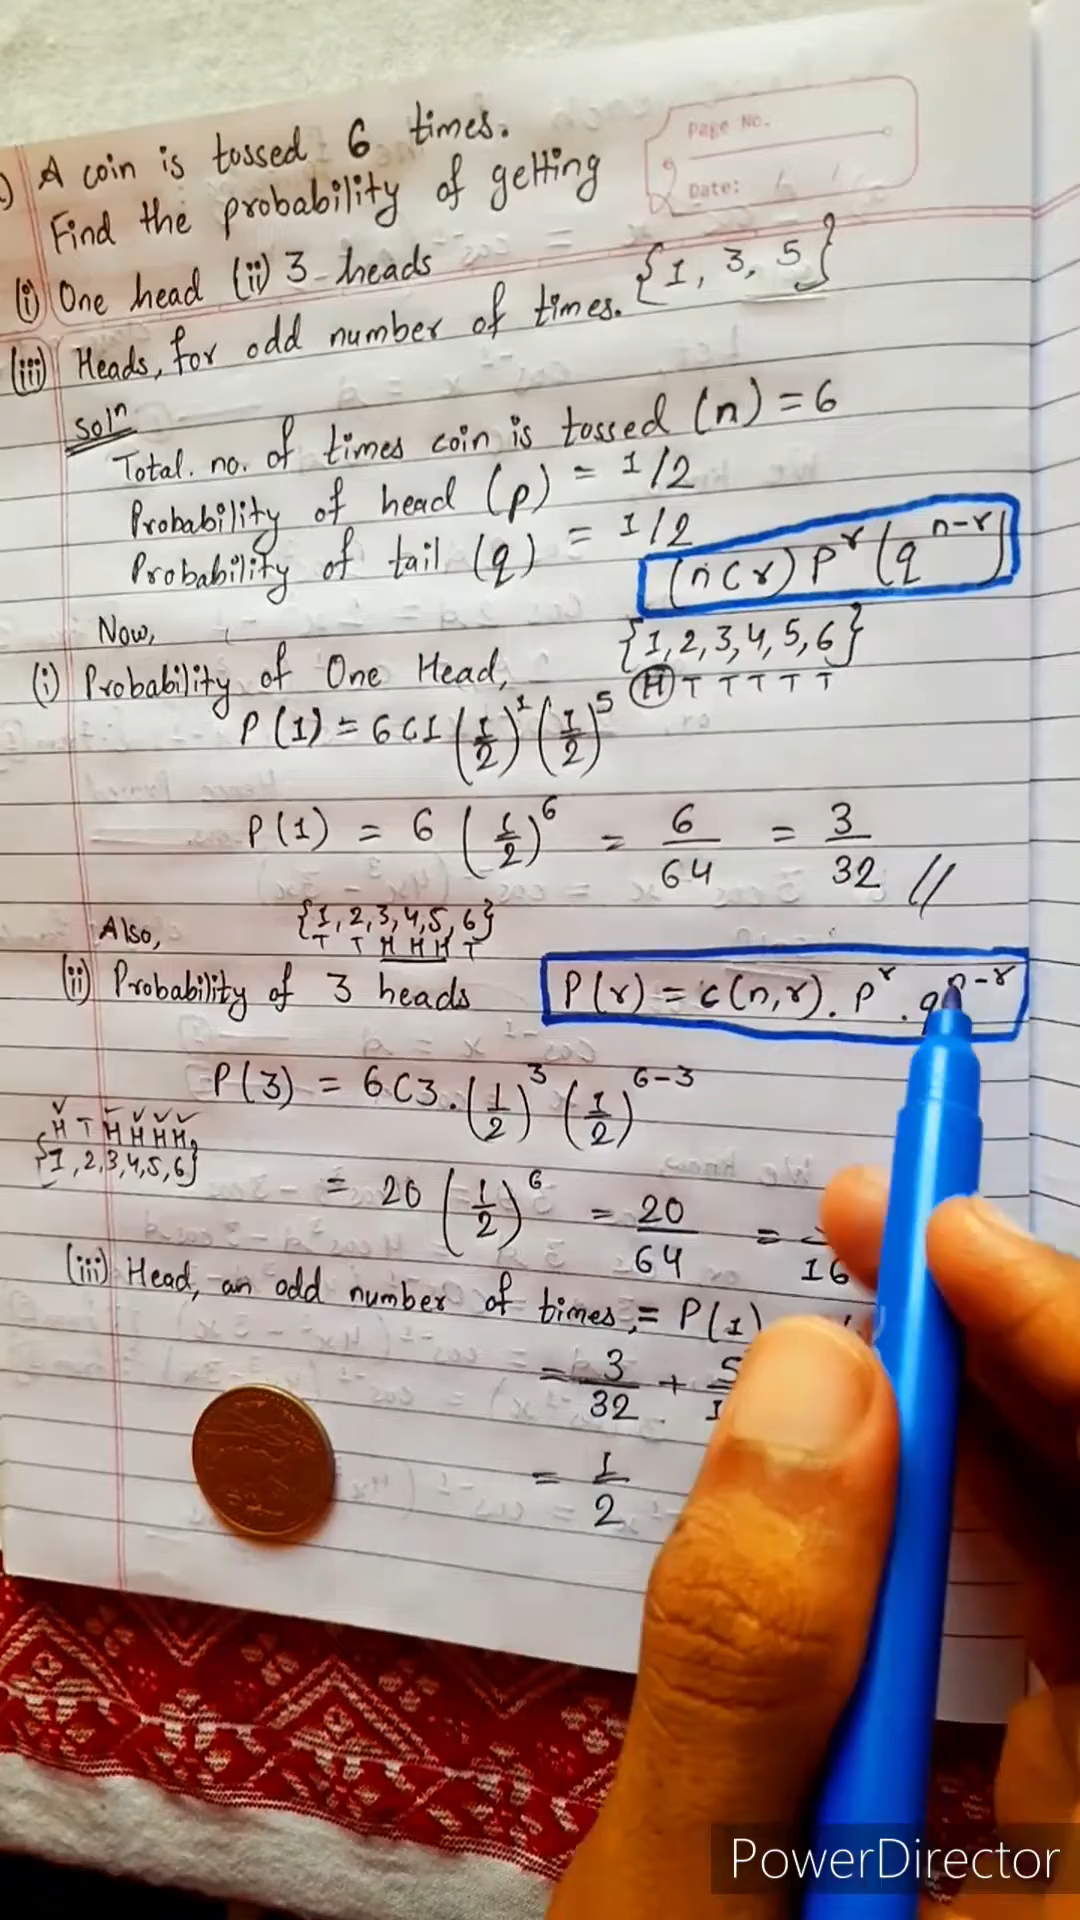 A coin is tossed 6 times.
Find the probability of getting
(i) One head (ii) 3 heads
(iii) Heads, for odd number of times. {1, 3, 5}
Page No.
Date:
Solⁿ
Total. no. of times coin is tossed (n) = 6
Probability of head (p) = 1/2
Probability of tail (q) = 1/2
(nCr) P^r (q^{n-r})
Now,
{1,2,3,4,5,6}
H T T T T T
(i) Probability of One Head,
P(1) = 6C1 (1/2)^1 (1/2)^5
P(1) = 6 (1/2)^6 = 6/64 = 3/32 //
Also,
{1,2,3,4,5,6}
T T H H H T
(ii) Probability of 3 heads
P(r) = c(n,r). P^r . q^{n-r}
P(3) = 6C3 . (1/2)^3 (1/2)^{6-3}
H T H H H H
{1,2,3,4,5,6}
= 20 (1/2)^6 = 20/64 = /16
(iii) Head, an odd number of times, = P(1)
= 3/32 + 5/1
= 1/2
PowerDirector